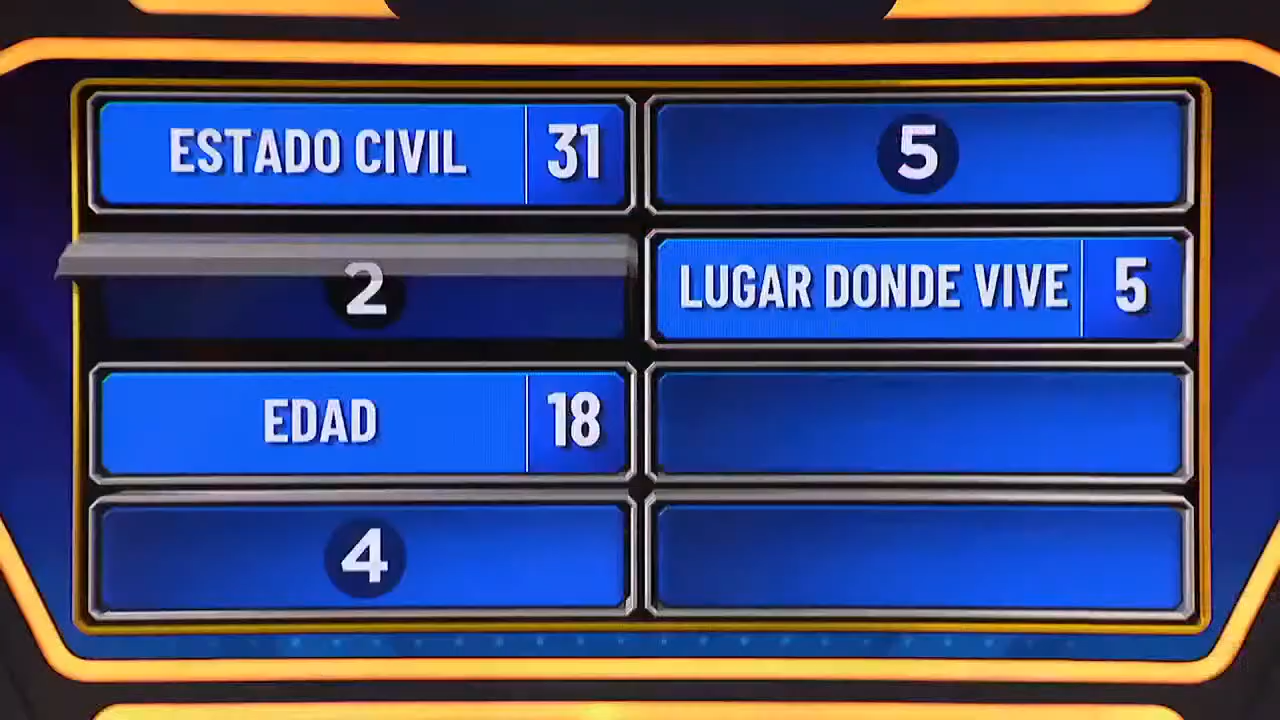 ESTADO CIVIL 31
2
EDAD 18
4
5
LUGAR DONDE VIVE 5